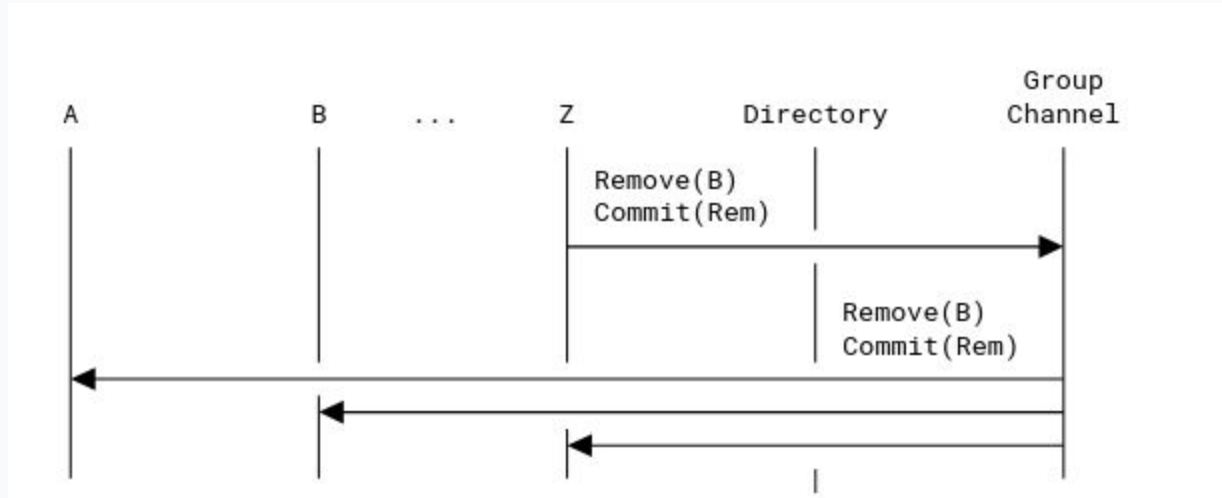 Group
A B ... Z Directory Channel
Remove(B)
Commit(Rem)
Remove(B)
Commit(Rem)